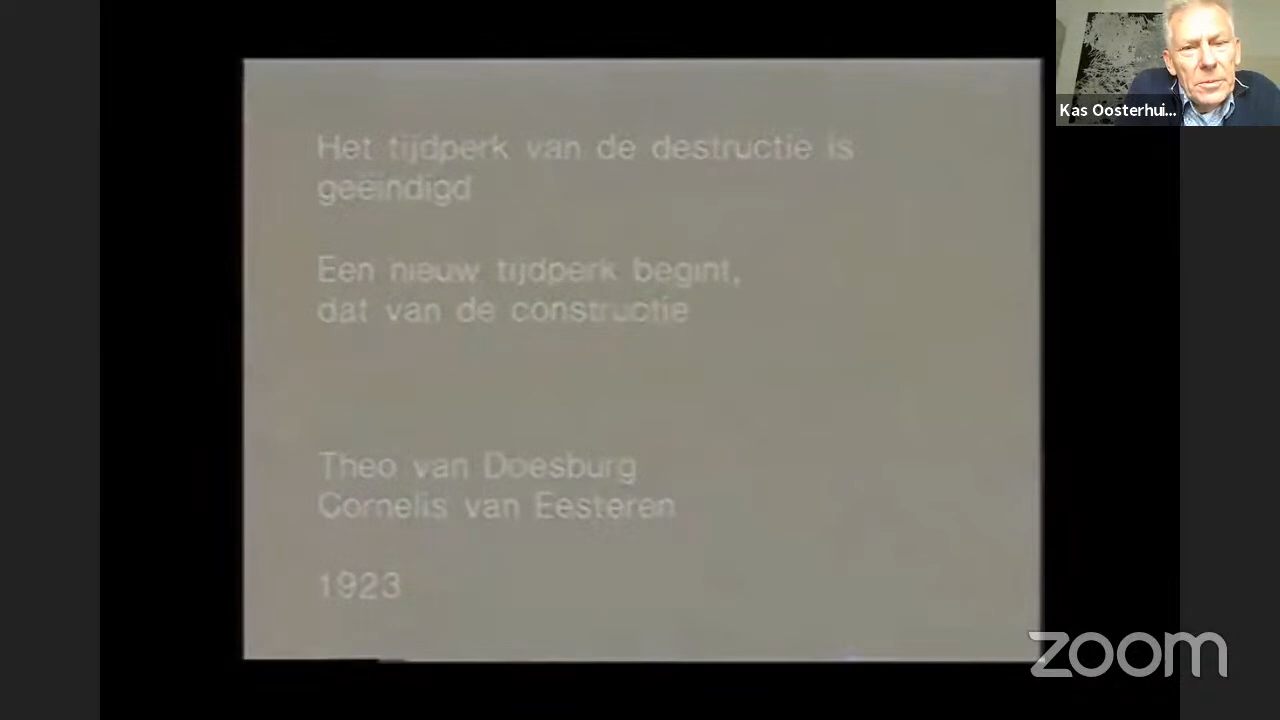 Het tijdperk van de destructie is
geëindigd
Een nieuw tijdperk begint,
dat van de constructie
Theo van Doesburg
Cornelis van Eesteren
1923
Kas Oosterhui...
zoom